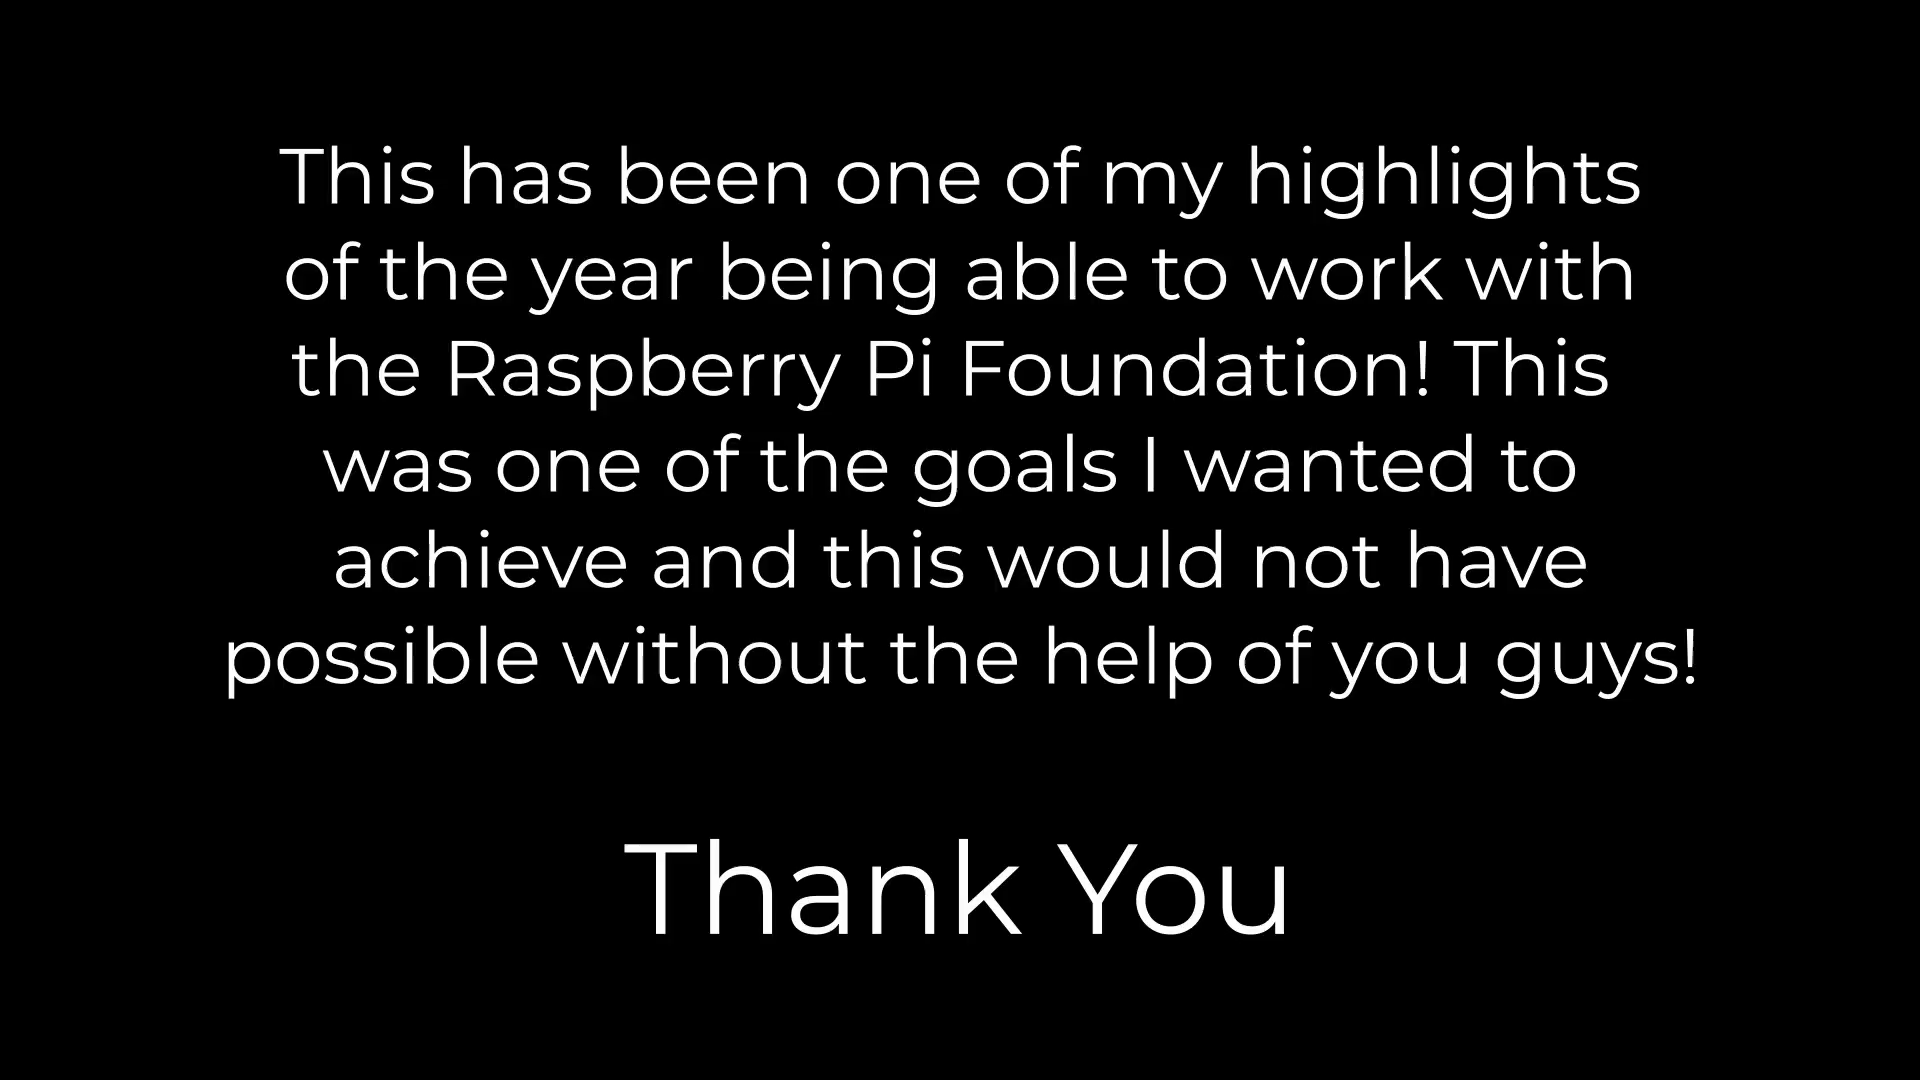 This has been one of my highlights
of the year being able to work with
the Raspberry Pi Foundation! This
was one of the goals I wanted to
achieve and this would not have
possible without the help of you guys!
Thank You